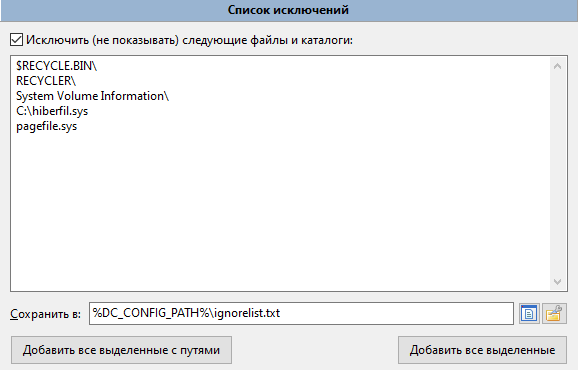 Список исключений
Исключить (не показывать) следующие файлы и каталоги:
$RECYCLE.BIN\
RECYCLER\
System Volume Information\
C:\hiberfil.sys
pagefile.sys
Сохранить в: %DC_CONFIG_PATH%\ignorelist.txt
Добавить все выделенные с путями Добавить все выделенные